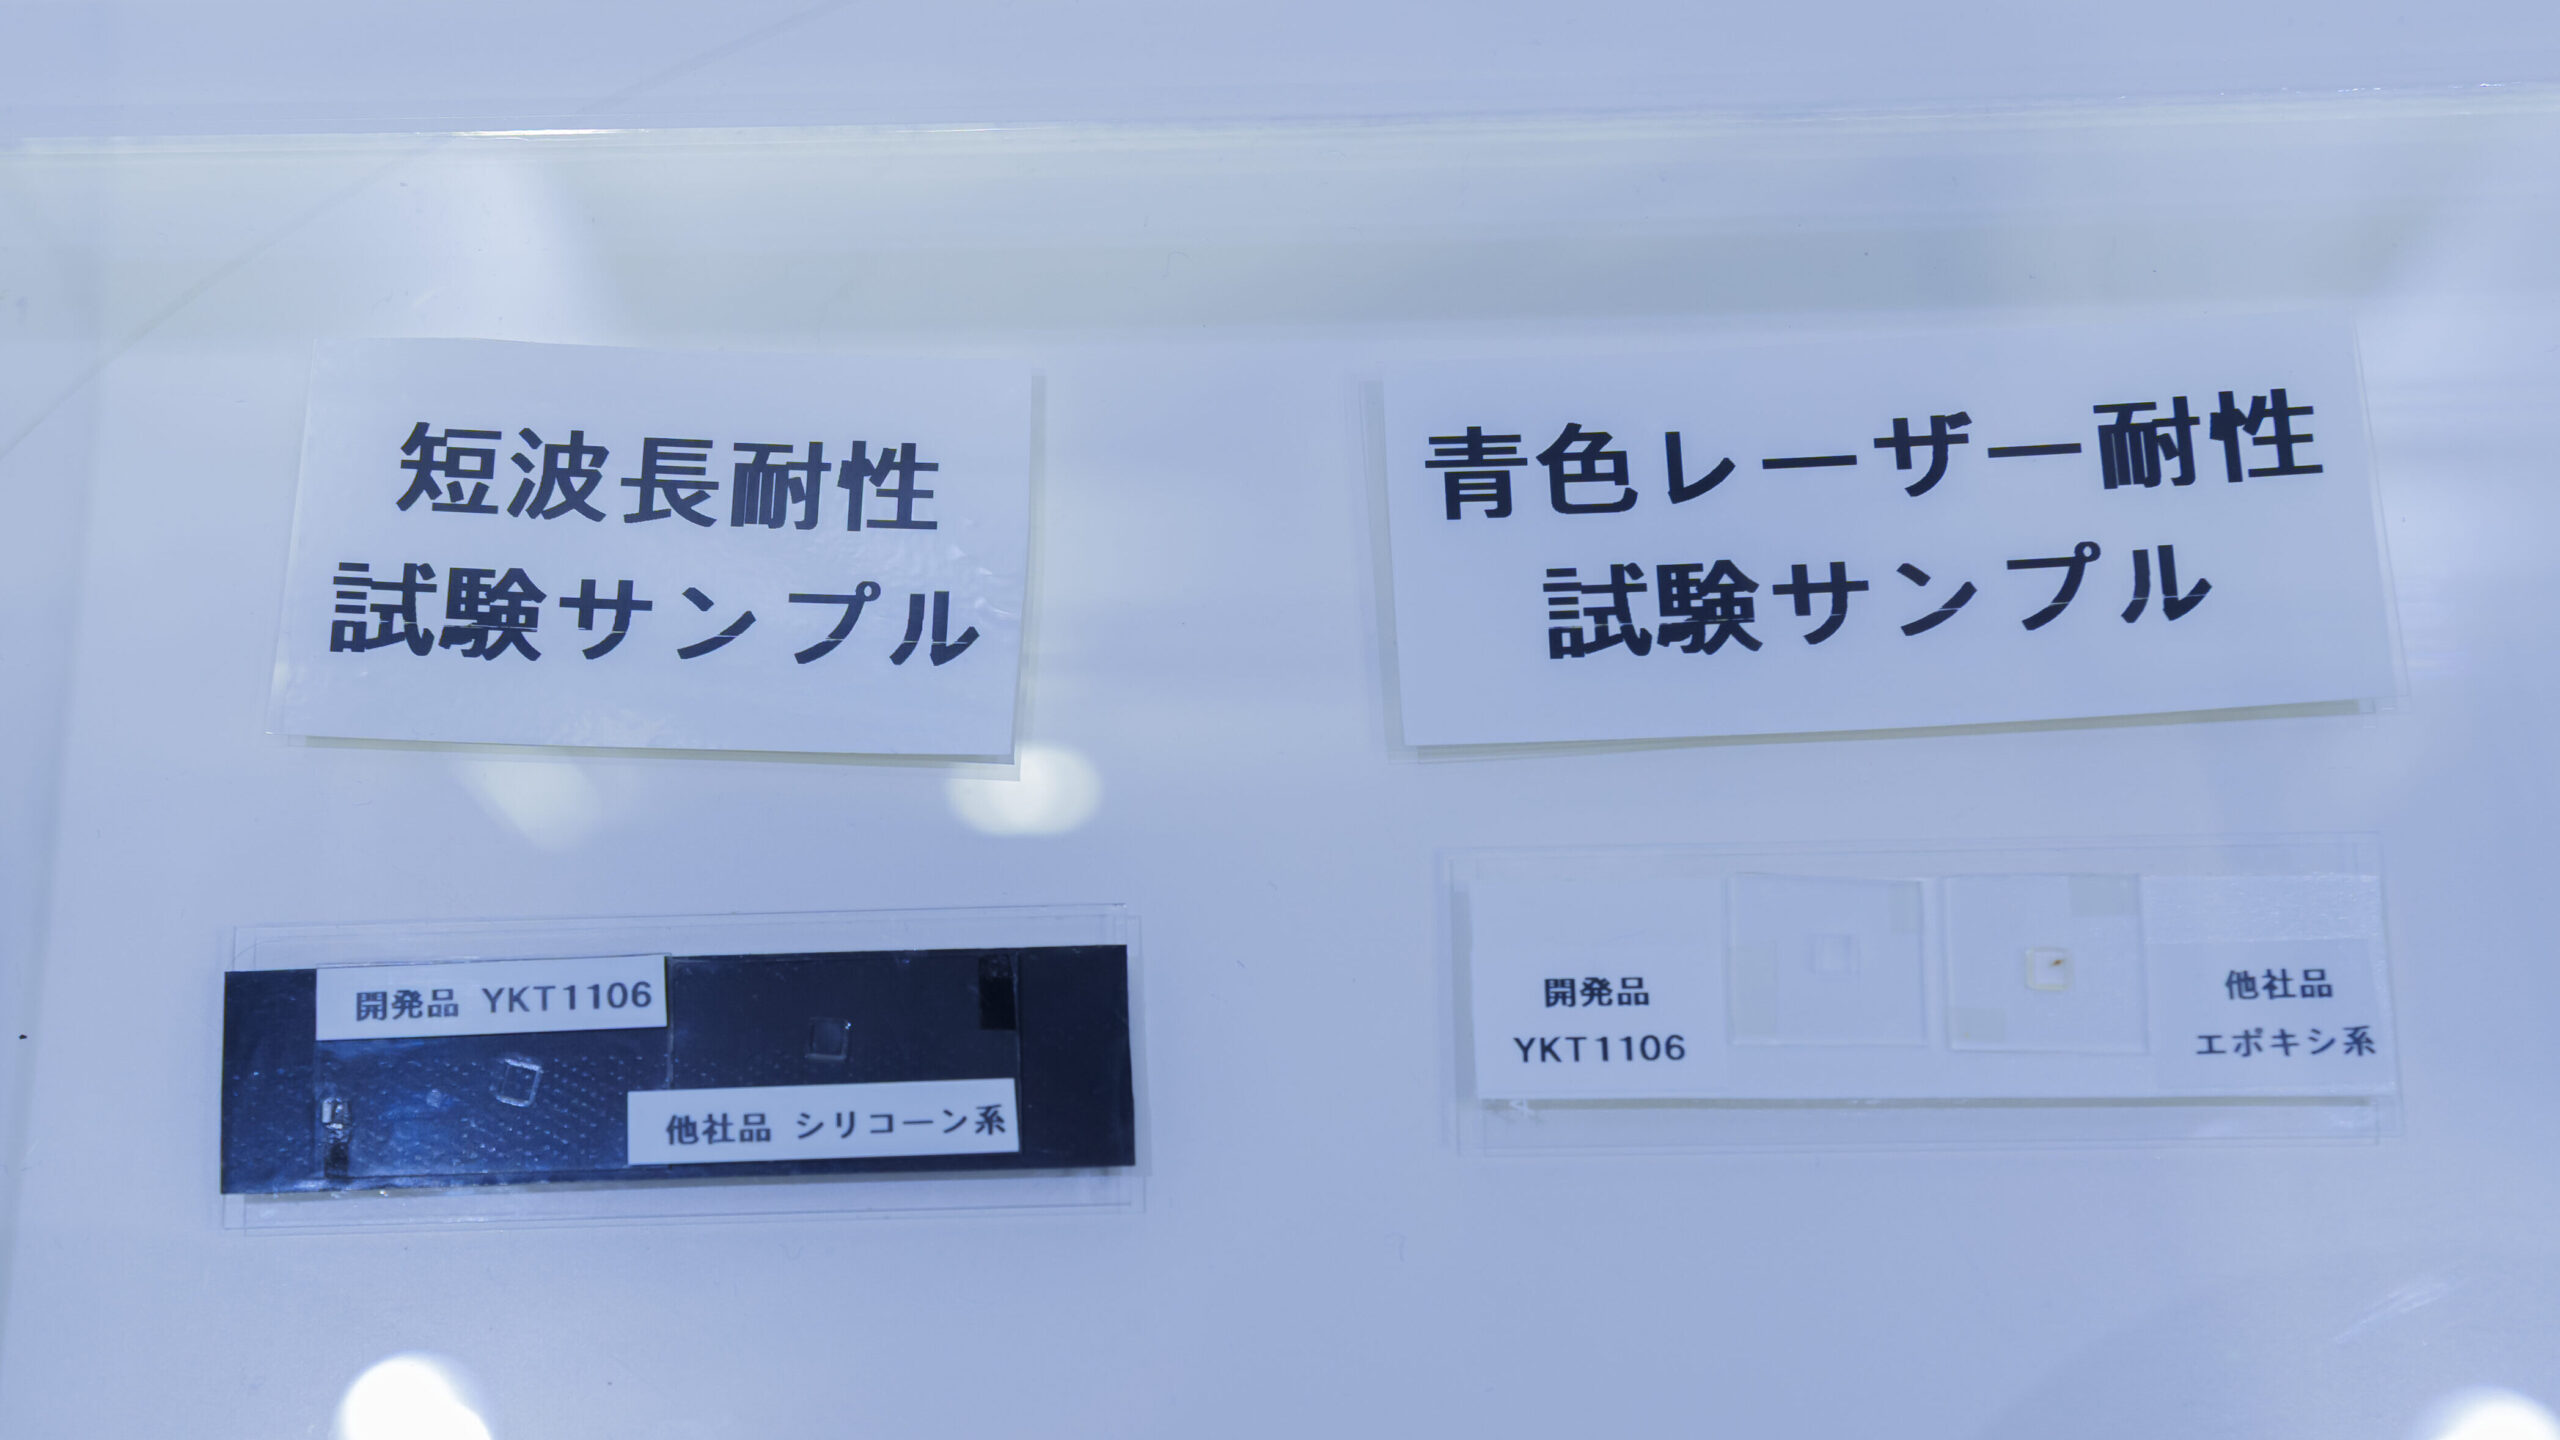 短波長耐性
試験サンプル
青色レーザー耐性
試験サンプル
開発品 YKT1106
他社品 シリコーン系
開発品
YKT1106
他社品
エポキシ系